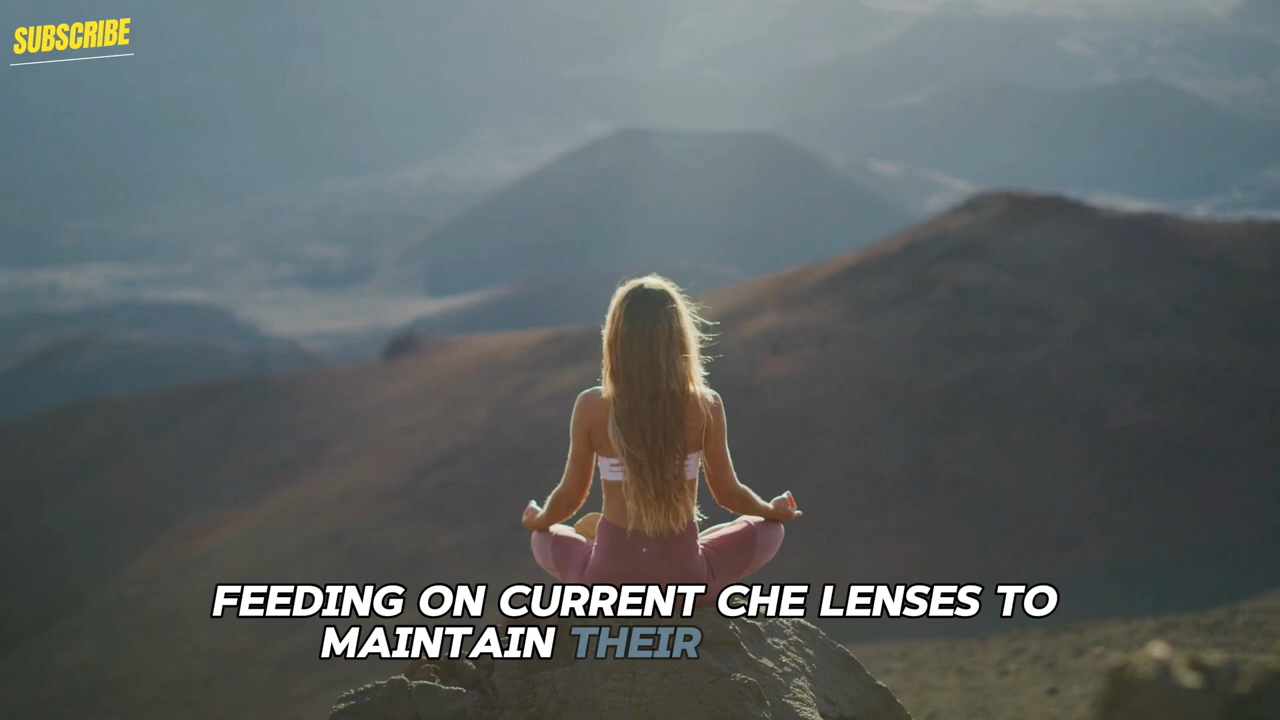 SUBSCRIBE
FEEDING ON CURRENT CHE LENSES TO
MAINTAIN THEIR